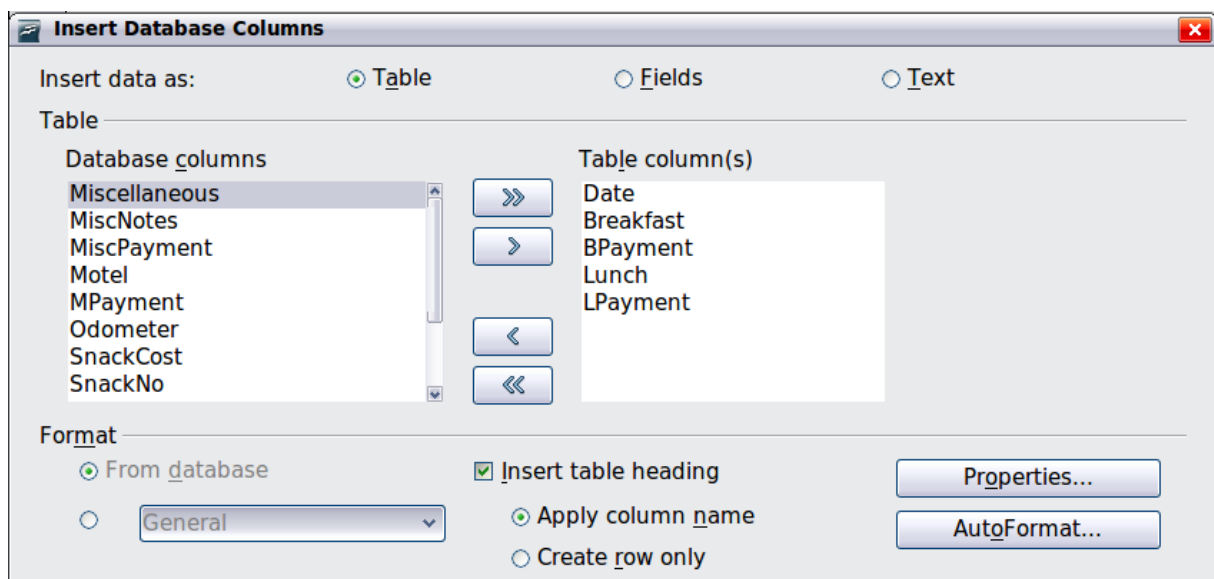 Insert Database Columns
Insert data as: Table Fields Text
Table
Database columns Table column(s)
Miscellaneous Date
MiscNotes Breakfast
MiscPayment BPayment
Motel Lunch
MPayment LPayment
Odometer
SnackCost
SnackNo
Format
From database Insert table heading Properties...
General Apply column name AutoFormat...
Create row only